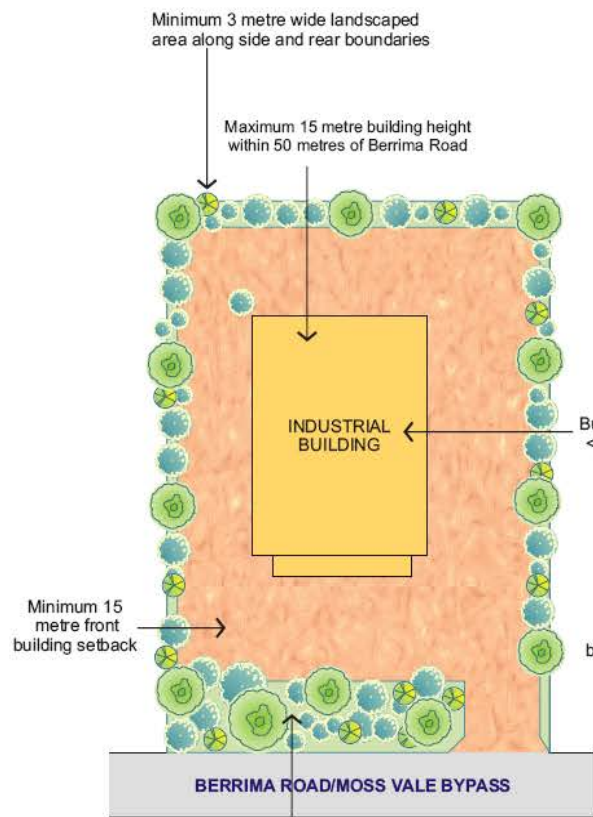 Minimum 3 metre wide landscaped
area along side and rear boundaries
Maximum 15 metre building height
within 50 metres of Berrima Road
INDUSTRIAL
BUILDING
<
Minimum 15
metre front
building setback
BERRIMA ROAD/MOSS VALE BYPASS